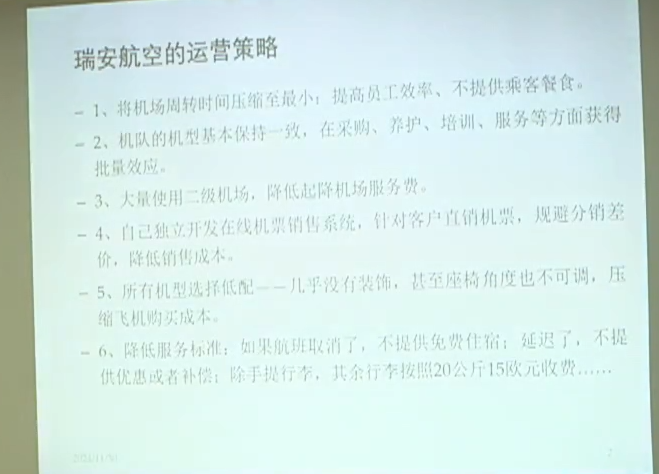 瑞安航空的运营策略
– 1、将机场周转时间压缩至最小；提高员工效率、不提供乘客餐食。
– 2、机队的机型基本保持一致，在采购、养护、培训、服务等方面获得
批量效应。
– 3、大量使用二级机场，降低起降机场服务费。
– 4、自己独立开发在线机票销售系统，针对客户直销机票，规避分销差
价，降低销售成本。
– 5、所有机型选择低配——几乎没有装饰，甚至座椅角度也不可调，压
缩飞机购买成本。
– 6、降低服务标准：如果航班取消了，不提供免费住宿；延迟了，不提
供优惠或者补偿；除手提行李，其余行李按照20公斤15欧元收费……